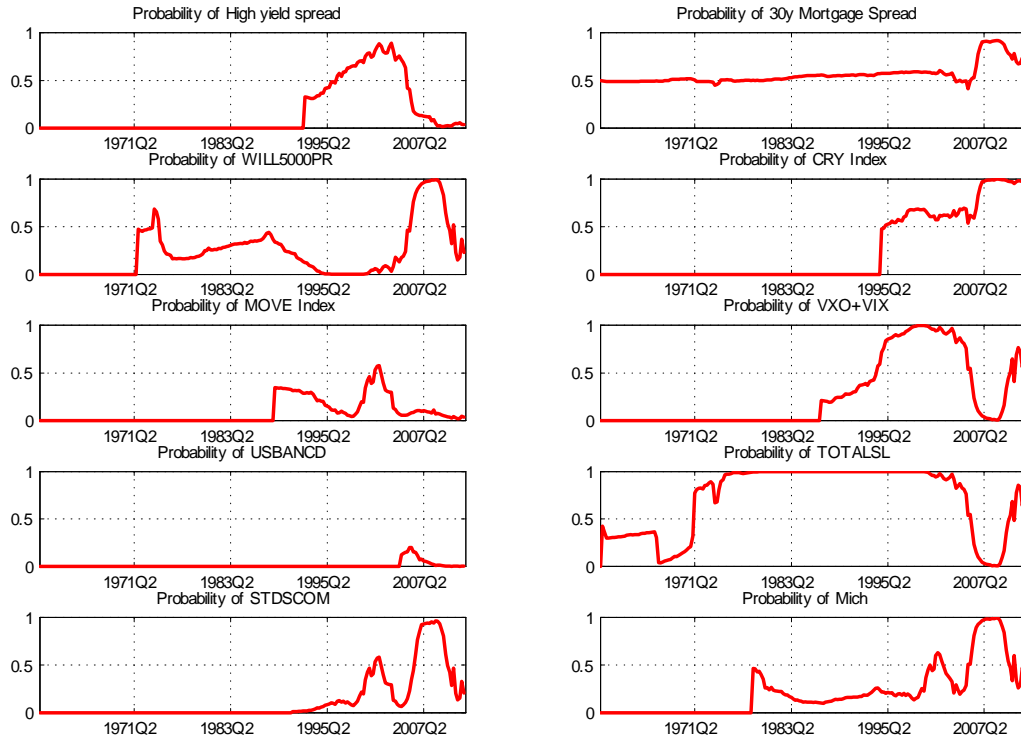 Probability of High yield spread
1
0.5
0
1971Q2 1983Q2 1995Q2 2007Q2
Probability of 30y Mortgage Spread
1
0.5
0
1971Q2 1983Q2 1995Q2 2007Q2
Probability of WILL5000PR
1
0.5
0
1971Q2 1983Q2 1995Q2 2007Q2
Probability of CRY Index
1
0.5
0
1971Q2 1983Q2 1995Q2 2007Q2
Probability of MOVE Index
1
0.5
0
1971Q2 1983Q2 1995Q2 2007Q2
Probability of VXO+VIX
1
0.5
0
1971Q2 1983Q2 1995Q2 2007Q2
Probability of USBANCD
1
0.5
0
1971Q2 1983Q2 1995Q2 2007Q2
Probability of TOTALSL
1
0.5
0
1971Q2 1983Q2 1995Q2 2007Q2
Probability of STDSCOM
1
0.5
0
1971Q2 1983Q2 1995Q2 2007Q2
Probability of Mich
1
0.5
0
1971Q2 1983Q2 1995Q2 2007Q2